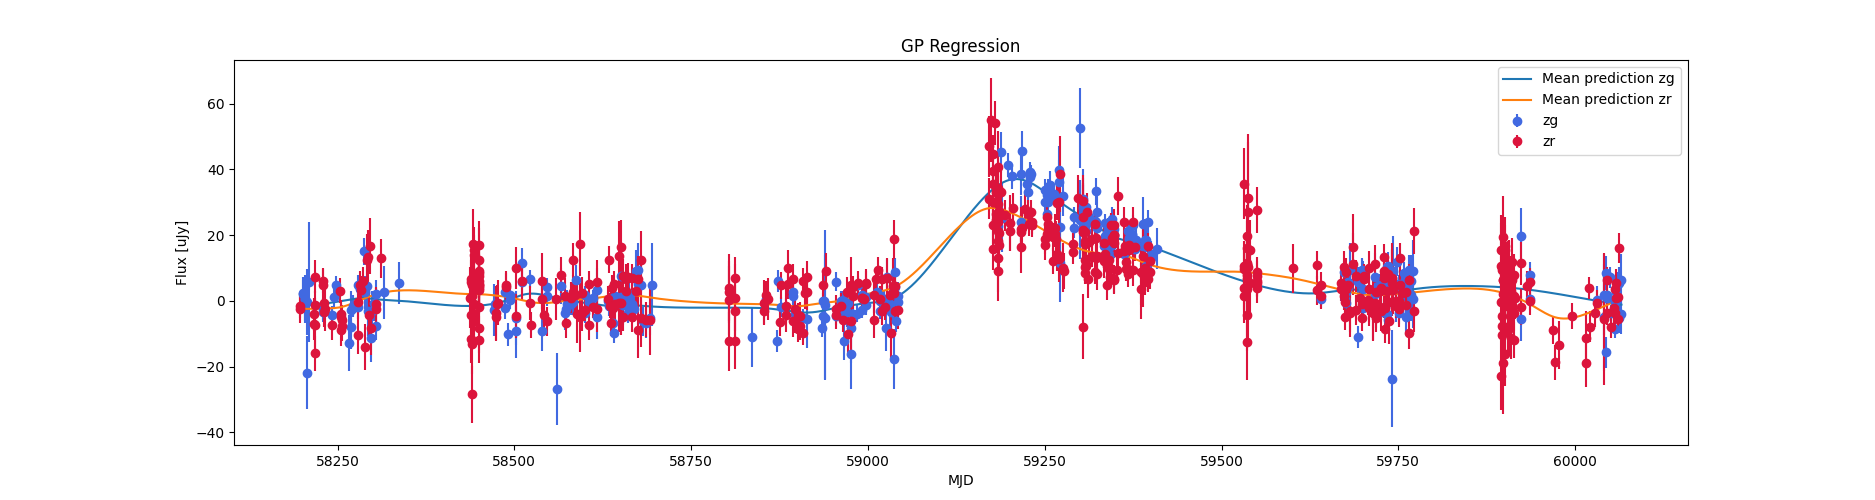 GP Regression
Mean prediction zg
Mean prediction zr
zg
zr
Flux [uJy]
60
40
20
0
−20
−40
58250 58500 58750 59000 59250 59500 59750 60000
MJD